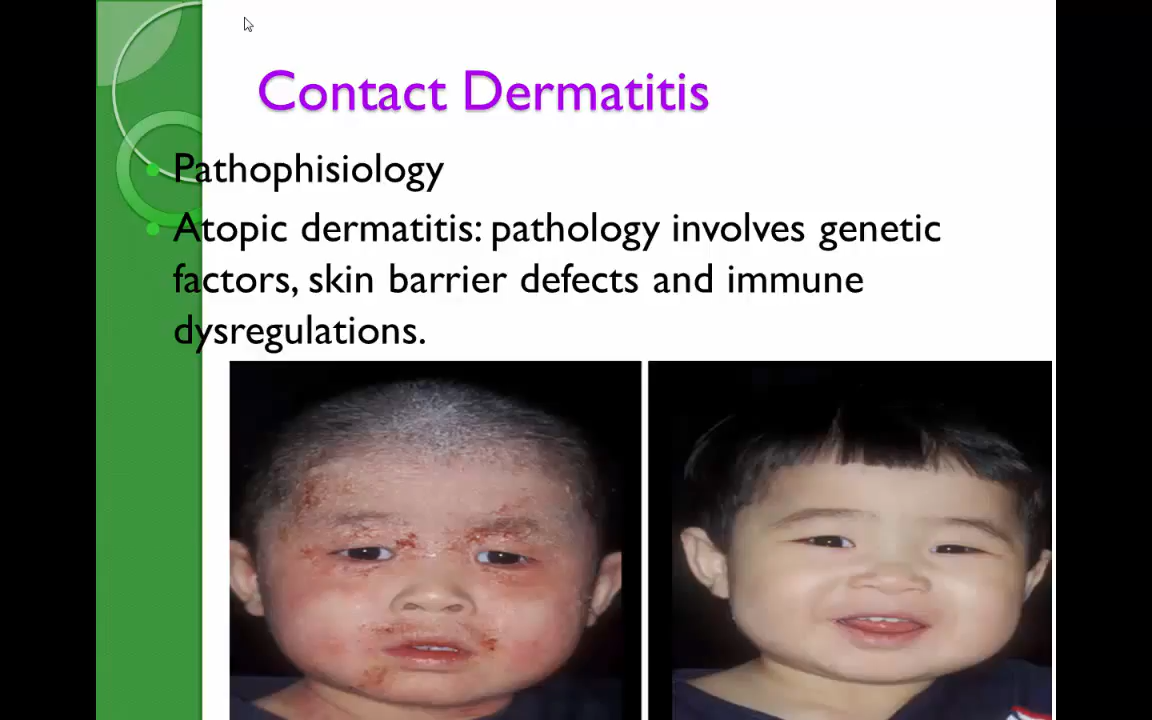 Contact Dermatitis
Pathophisiology
Atopic dermatitis: pathology involves genetic
factors, skin barrier defects and immune
dysregulations.